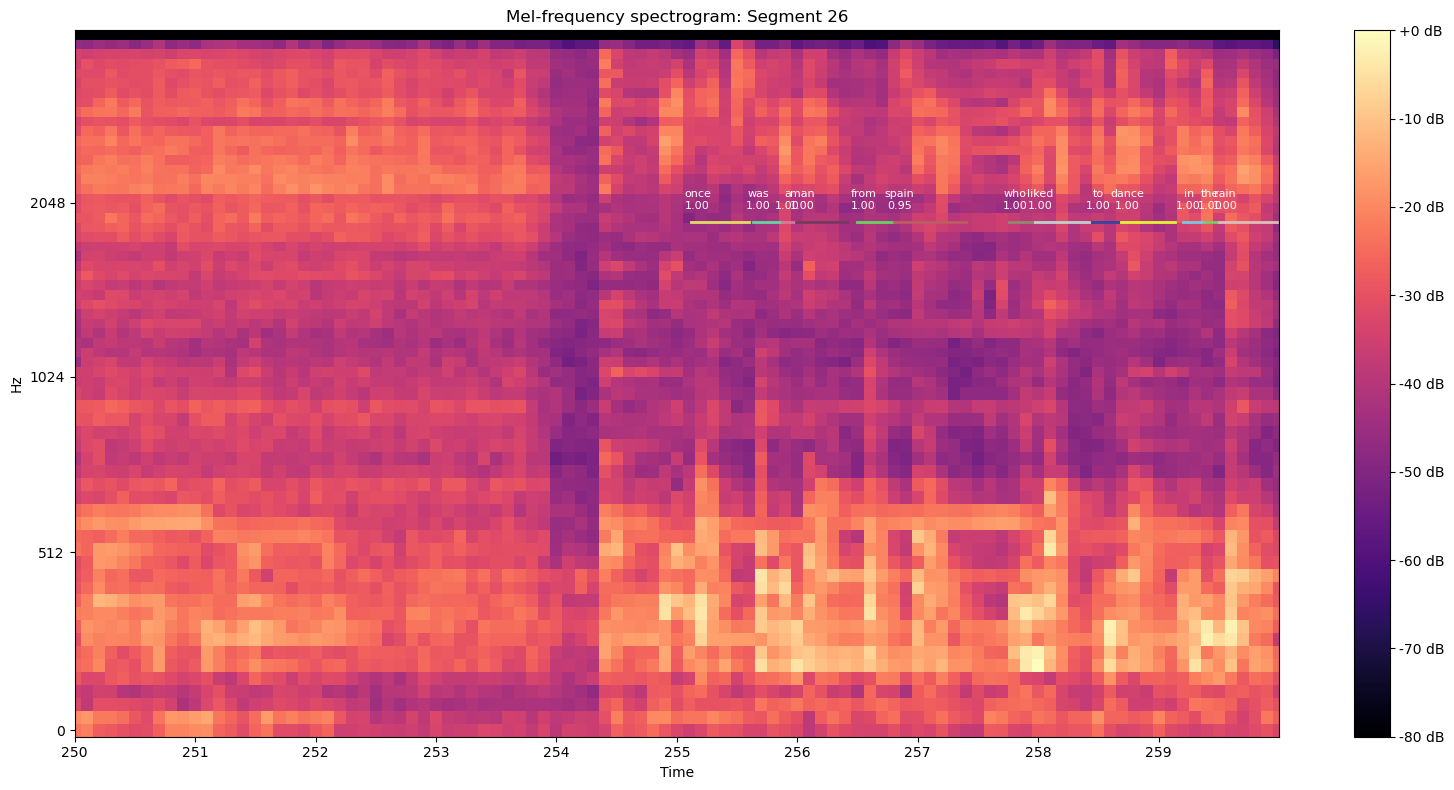 Mel-frequency spectrogram: Segment 26
+0 dB
-10 dB
-20 dB
-30 dB
-40 dB
-50 dB
-60 dB
-70 dB
-80 dB
Hz
2048
1024
512
0
once was a man from spain who liked to dance in the rain
1.00 1.00 1.00 1.00 1.00 0.95 1.00 1.00 1.00 1.00 1.00 1.00 1.00
250 251 252 253 254 255 256 257 258 259
Time